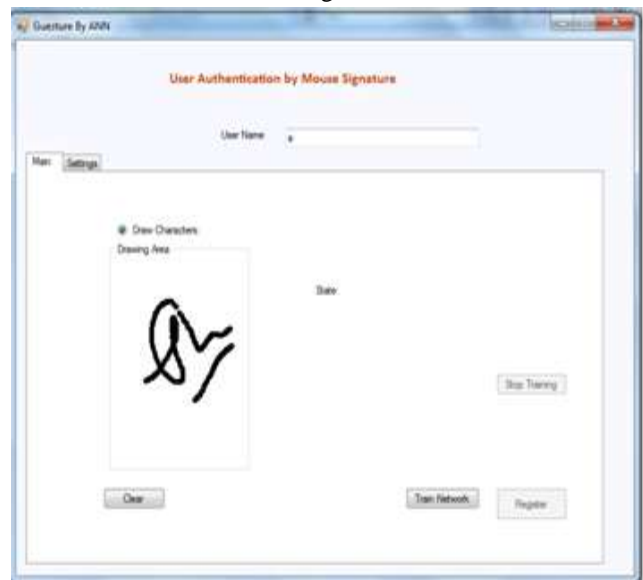 Guesture By ANN
User Authentication by Mouse Signature
User Name
Main Settings
Draw Characters
Drawing Area
State
Stop Training
Clear
Train Network
Register